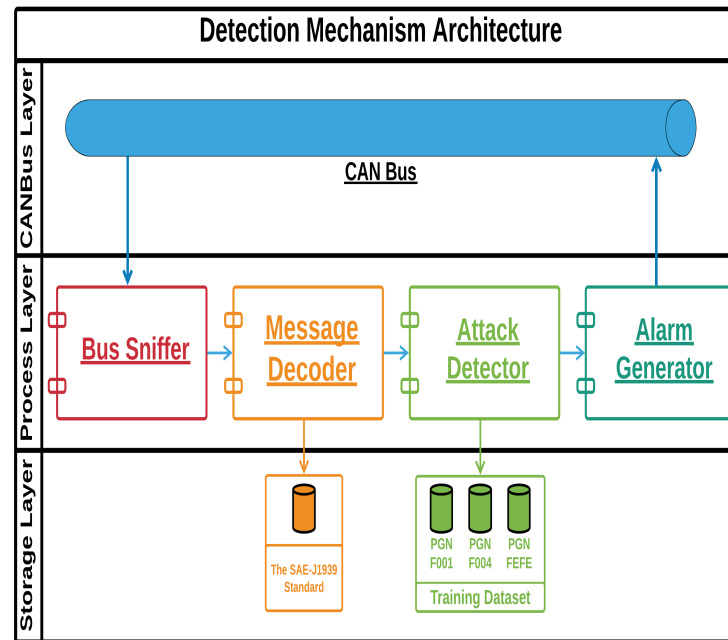 Detection Mechanism Architecture
CANBus Layer
CAN Bus
Process Layer
Bus Sniffer
Message
Decoder
Attack
Detector
Alarm
Generator
Storage Layer
The SAE-J1939
Standard
PGN
F001
PGN
F004
PGN
FEFE
Training Dataset